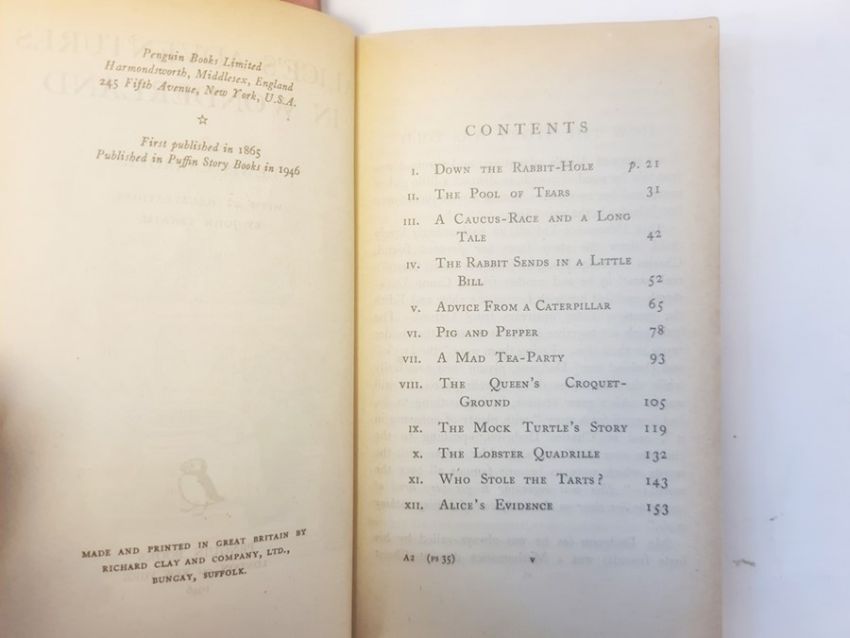 Penguin Books Limited
Harmondsworth, Middlesex, England
245 Fifth Avenue, New York, U.S.A.
☆
First published in 1865
Published in Puffin Story Books in 1946
MADE AND PRINTED IN GREAT BRITAIN BY
RICHARD CLAY AND COMPANY, LTD.,
BUNGAY, SUFFOLK.
CONTENTS
I. DOWN THE RABBIT-HOLE p. 21
II. THE POOL OF TEARS 31
III. A CAUCUS-RACE AND A LONG
TALE 42
IV. THE RABBIT SENDS IN A LITTLE
BILL 52
V. ADVICE FROM A CATERPILLAR 65
VI. PIG AND PEPPER 78
VII. A MAD TEA-PARTY 93
VIII. THE QUEEN'S CROQUET-
GROUND 105
IX. THE MOCK TURTLE'S STORY 119
X. THE LOBSTER QUADRILLE 132
XI. WHO STOLE THE TARTS? 143
XII. ALICE'S EVIDENCE 153
A2 (PS 35) v